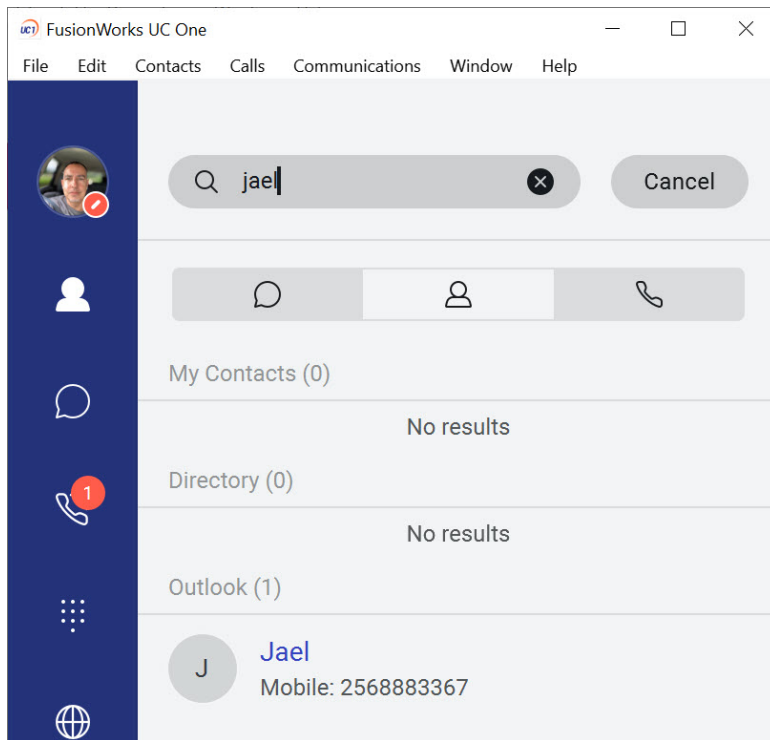 UC1 FusionWorks UC One
File Edit Contacts Calls Communications Window Help
jael Cancel
My Contacts (0)
No results
Directory (0)
1
No results
Outlook (1)
J
Jael
Mobile: 2568883367